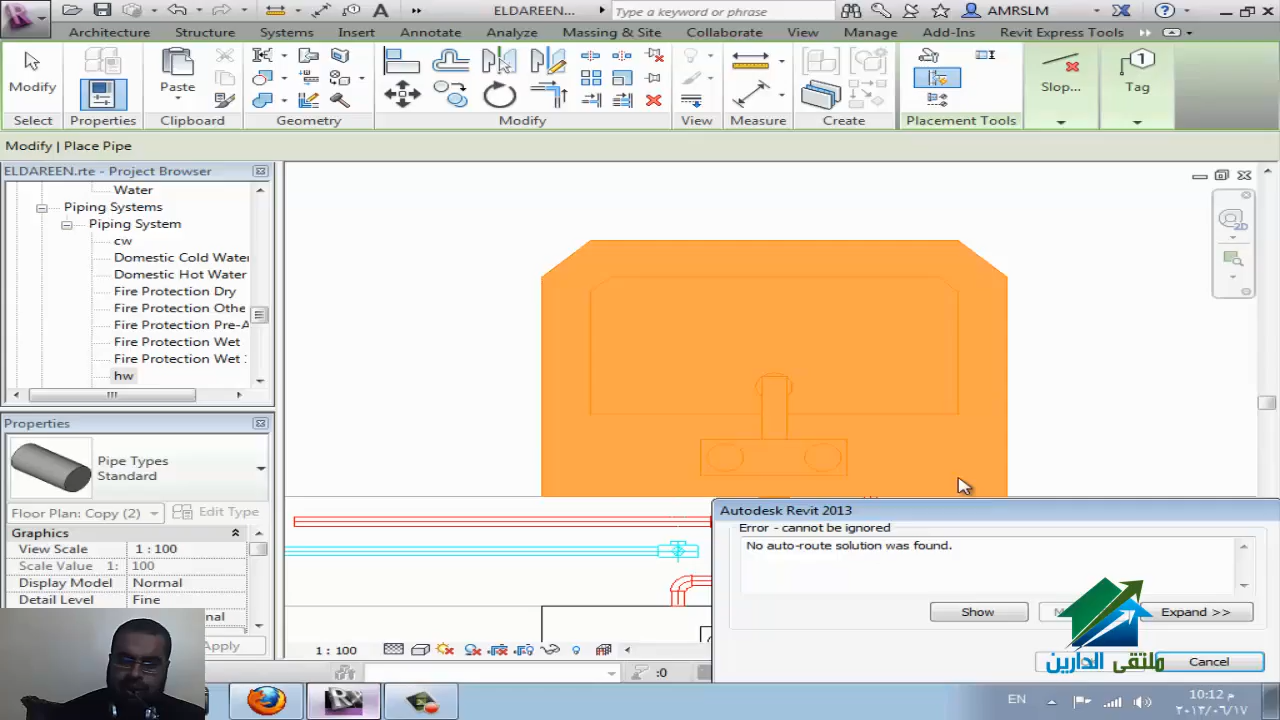 ELDAREEN...
Type a keyword or phrase
AMRSLM
Architecture
Structure
Systems
Insert
Annotate
Analyze
Massing & Site
Collaborate
View
Manage
Add-Ins
Revit Express Tools
Modify
Paste
Slop...
Tag
Select
Properties
Clipboard
Geometry
Modify
View
Measure
Create
Placement Tools
Modify | Place Pipe
ELDAREEN.rte - Project Browser
Water
Piping Systems
Piping System
cw
Domestic Cold Water
Domestic Hot Water
Fire Protection Dry
Fire Protection Othe
Fire Protection Pre-A
Fire Protection Wet
Fire Protection Wet
hw
Properties
Pipe Types
Standard
Floor Plan: Copy (2)
Edit Type
Graphics
View Scale 1 : 100
Scale Value 1: 100
Display Model Normal
Detail Level Fine
Apply
Autodesk Revit 2013
Error - cannot be ignored
No auto-route solution was found.
Show
Expand >>
Cancel
ملتقى الدارين
1 : 100
:0
EN
10:12 م
٢٠١٣/٠٦/١٧